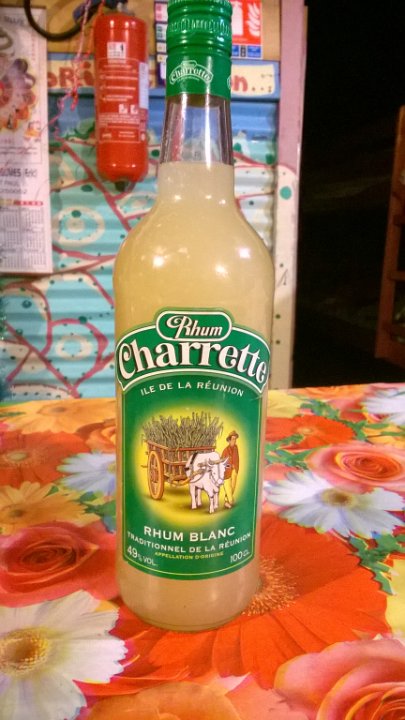 Charrette
Rhum
Charrette
ILE DE LA RÉUNION
RHUM BLANC
TRADITIONNEL DE LA RÉUNION
APPELLATION D'ORIGINE
49% VOL.
100 CL